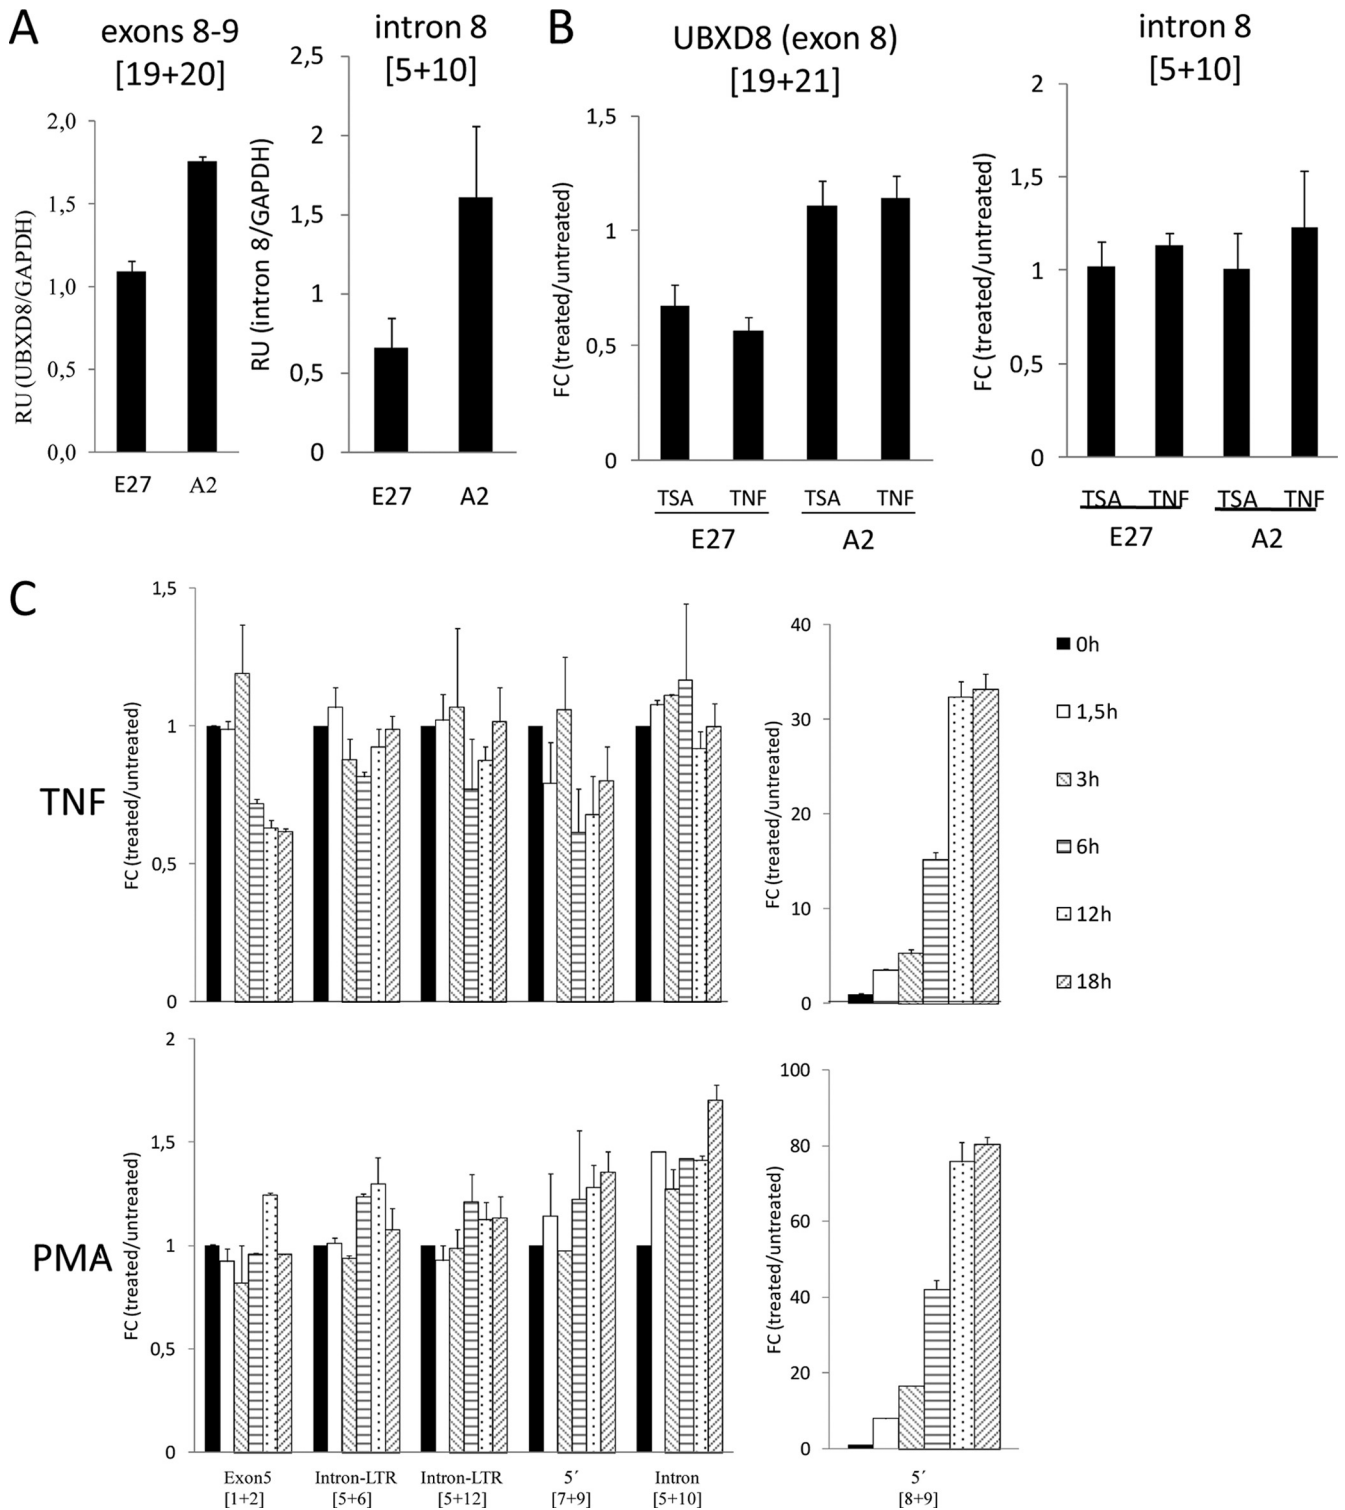 A
exons 8-9
[19+20]
RU (UBXD8/GAPDH)
2,0
1,5
1,0
0,5
0,0
E27 A2
intron 8
[5+10]
RU (intron 8/GAPDH)
2,5
2
1,5
1
0,5
0
E27 A2
B
UBXD8 (exon 8)
[19+21]
FC (treated/untreated)
1,5
1
0,5
0
TSA TNF TSA TNF
E27 A2
intron 8
[5+10]
FC (treated/untreated)
2
1,5
1
0,5
0
TSA TNF TSA TNF
E27 A2
C
TNF
FC (treated/untreated)
1,5
1
0,5
0
FC (treated/untreated)
40
30
20
10
0
0h
1,5h
3h
6h
12h
18h
PMA
FC (treated/untreated)
2
1,5
1
0,5
0
Exon5 Intron-LTR Intron-LTR 5´ Intron
[1+2] [5+6] [5+12] [7+9] [5+10]
FC (treated/untreated)
100
80
60
40
20
0
5´
[8+9]